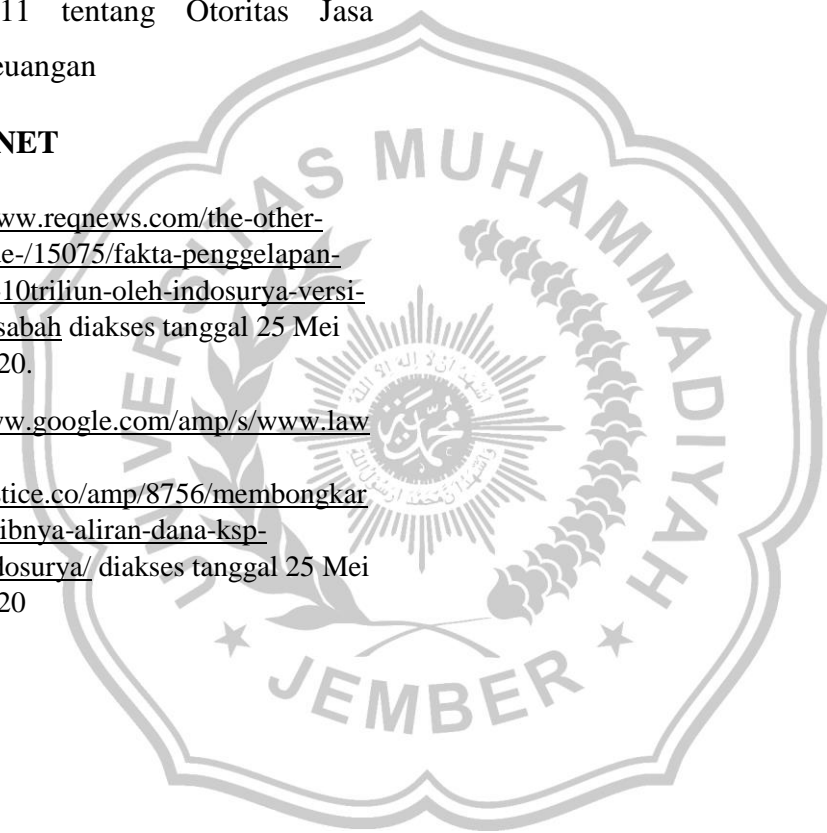 11 tentang Otoritas Jasa
euangan
NET
ww.reqnews.com/the-other-
e-/15075/fakta-penggelapan-
10triliun-oleh-indosurya-versi-
sabah diakses tanggal 25 Mei
20.
ww.google.com/amp/s/www.law
tice.co/amp/8756/membongkar
ibnya-aliran-dana-ksp-
dosurya/ diakses tanggal 25 Mei
20
UNIVERSITAS MUHAMMADIYAH
JEMBER